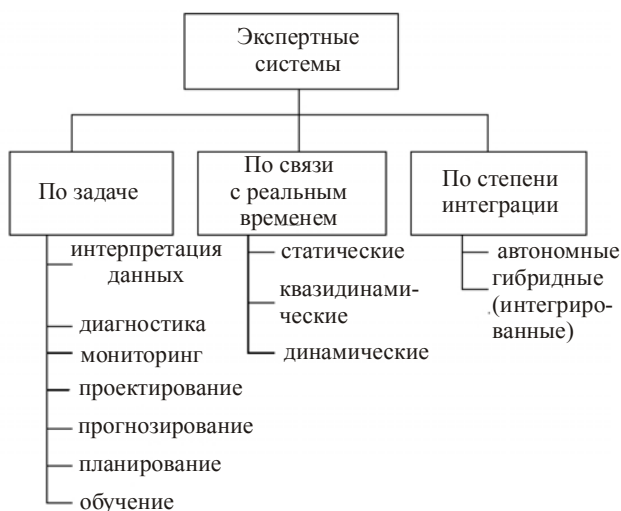 Экспертные
системы
По задаче
интерпретация
данных
диагностика
мониторинг
проектирование
прогнозирование
планирование
обучение
По связи
с реальным
временем
статические
квазидинами-
ческие
динамические
По степени
интеграции
автономные
гибридные
(интегриро-
ванные)